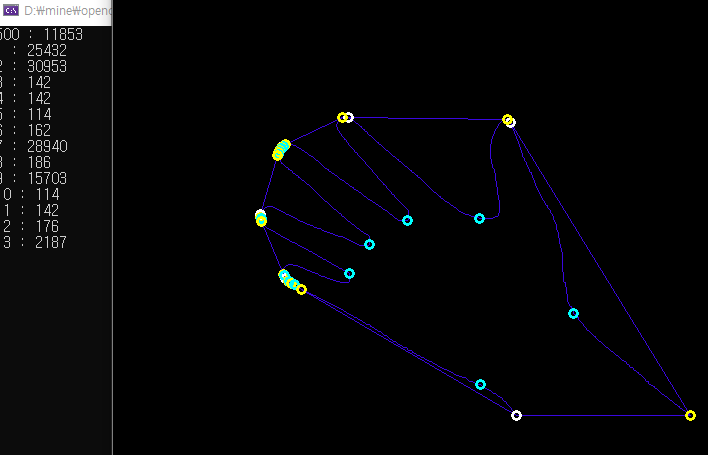 D:\mine\openc
500 : 11853
: 25432
2 : 30953
3 : 142
4 : 142
5 : 114
6 : 162
7 : 28940
8 : 186
9 : 15703
0 : 114
1 : 142
2 : 176
3 : 2187